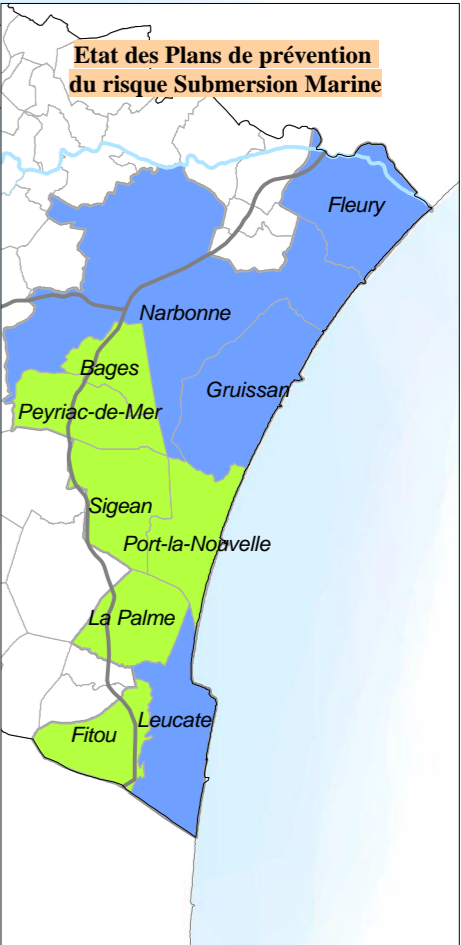 Etat des Plans de prévention
du risque Submersion Marine
Fleury
Narbonne
Bages
Gruissan
Peyriac-de-Mer
Sigean
Port-la-Nouvelle
La Palme
Leucate
Fitou